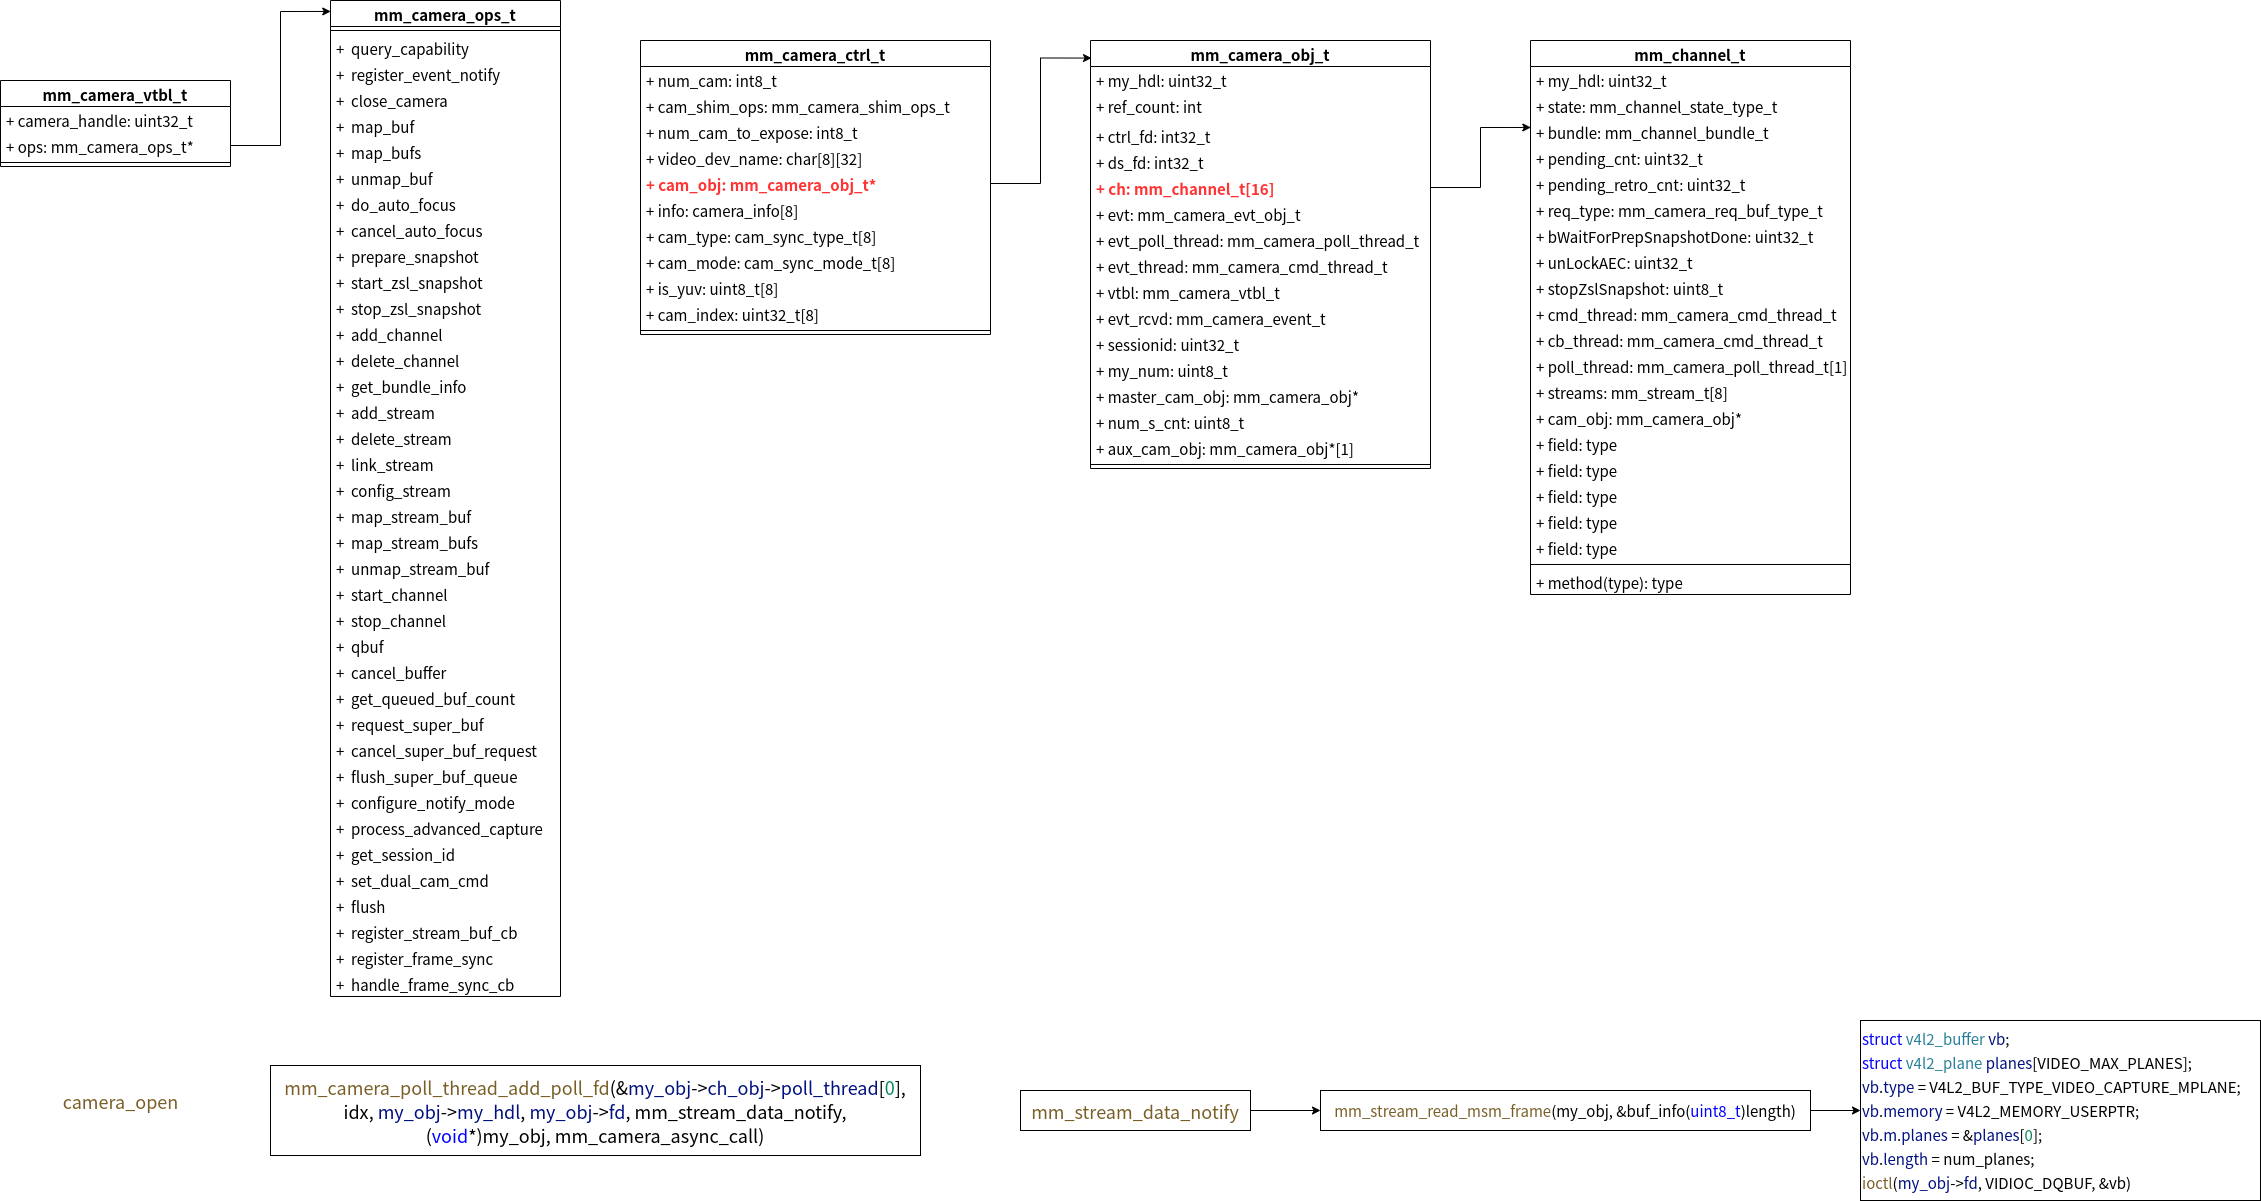 mm_camera_vtbl_t
+ camera_handle: uint32_t
+ ops: mm_camera_ops_t*
mm_camera_ops_t
+ query_capability
+ register_event_notify
+ close_camera
+ map_buf
+ map_bufs
+ unmap_buf
+ do_auto_focus
+ cancel_auto_focus
+ prepare_snapshot
+ start_zsl_snapshot
+ stop_zsl_snapshot
+ add_channel
+ delete_channel
+ get_bundle_info
+ add_stream
+ delete_stream
+ link_stream
+ config_stream
+ map_stream_buf
+ map_stream_bufs
+ unmap_stream_buf
+ start_channel
+ stop_channel
+ qbuf
+ cancel_buffer
+ get_queued_buf_count
+ request_super_buf
+ cancel_super_buf_request
+ flush_super_buf_queue
+ configure_notify_mode
+ process_advanced_capture
+ get_session_id
+ set_dual_cam_cmd
+ flush
+ register_stream_buf_cb
+ register_frame_sync
+ handle_frame_sync_cb
mm_camera_ctrl_t
+ num_cam: int8_t
+ cam_shim_ops: mm_camera_shim_ops_t
+ num_cam_to_expose: int8_t
+ video_dev_name: char[8][32]
+ cam_obj: mm_camera_obj_t*
+ info: camera_info[8]
+ cam_type: cam_sync_type_t[8]
+ cam_mode: cam_sync_mode_t[8]
+ is_yuv: uint8_t[8]
+ cam_index: uint32_t[8]
mm_camera_obj_t
+ my_hdl: uint32_t
+ ref_count: int
+ ctrl_fd: int32_t
+ ds_fd: int32_t
+ ch: mm_channel_t[16]
+ evt: mm_camera_evt_obj_t
+ evt_poll_thread: mm_camera_poll_thread_t
+ evt_thread: mm_camera_cmd_thread_t
+ vtbl: mm_camera_vtbl_t
+ evt_rcvd: mm_camera_event_t
+ sessionid: uint32_t
+ my_num: uint8_t
+ master_cam_obj: mm_camera_obj*
+ num_s_cnt: uint8_t
+ aux_cam_obj: mm_camera_obj*[1]
mm_channel_t
+ my_hdl: uint32_t
+ state: mm_channel_state_type_t
+ bundle: mm_channel_bundle_t
+ pending_cnt: uint32_t
+ pending_retro_cnt: uint32_t
+ req_type: mm_camera_req_buf_type_t
+ bWaitForPrepSnapshotDone: uint32_t
+ unLockAEC: uint32_t
+ stopZslSnapshot: uint8_t
+ cmd_thread: mm_camera_cmd_thread_t
+ cb_thread: mm_camera_cmd_thread_t
+ poll_thread: mm_camera_poll_thread_t[1]
+ streams: mm_stream_t[8]
+ cam_obj: mm_camera_obj*
+ field: type
+ field: type
+ field: type
+ field: type
+ field: type
+ method(type): type
camera_open
mm_camera_poll_thread_add_poll_fd(&my_obj->ch_obj->poll_thread[0],
idx, my_obj->my_hdl, my_obj->fd, mm_stream_data_notify,
(void*)my_obj, mm_camera_async_call)
mm_stream_data_notify
mm_stream_read_msm_frame(my_obj, &buf_info(uint8_t)length)
struct v4l2_buffer vb;
struct v4l2_plane planes[VIDEO_MAX_PLANES];
vb.type = V4L2_BUF_TYPE_VIDEO_CAPTURE_MPLANE;
vb.memory = V4L2_MEMORY_USERPTR;
vb.m.planes = &planes[0];
vb.length = num_planes;
ioctl(my_obj->fd, VIDIOC_DQBUF, &vb)